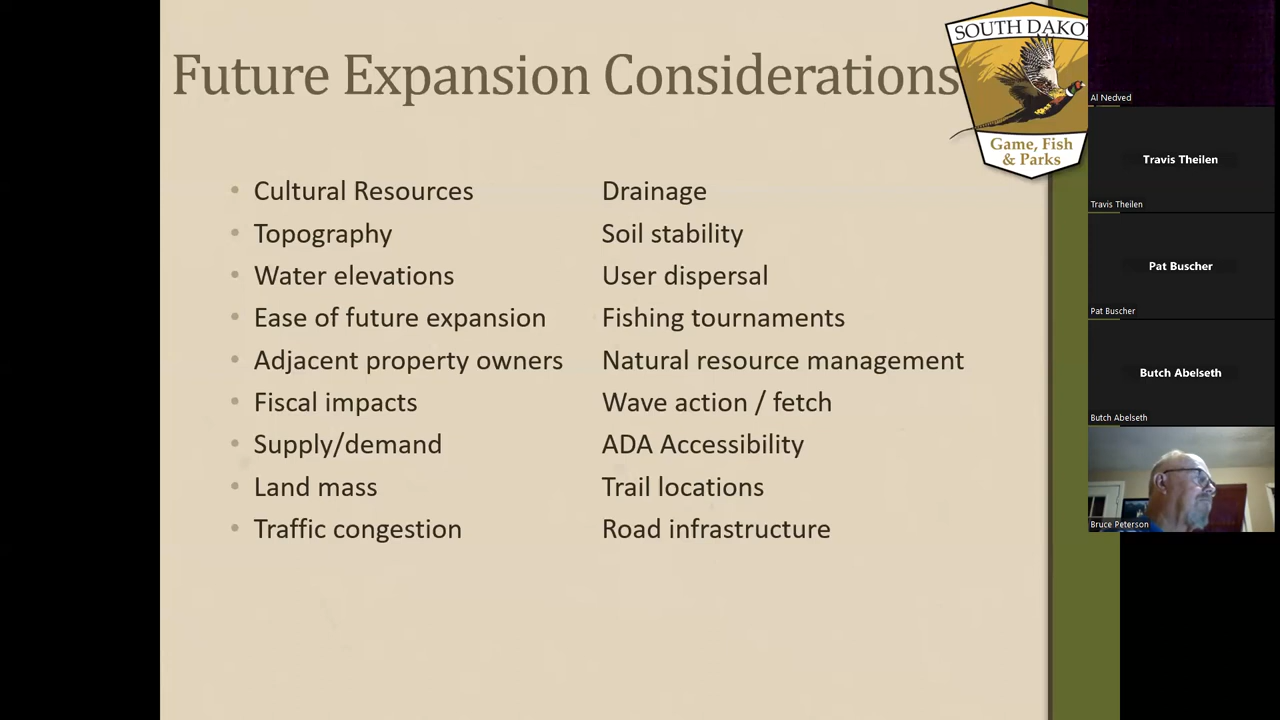 Future Expansion Considerations
SOUTH DAKO
Game, Fish
& Parks
Cultural Resources
Drainage
Topography
Soil stability
Water elevations
User dispersal
Ease of future expansion
Fishing tournaments
Adjacent property owners
Natural resource management
Fiscal impacts
Wave action / fetch
Supply/demand
ADA Accessibility
Land mass
Trail locations
Traffic congestion
Road infrastructure
Al Nedved
Travis Theilen
Travis Theilen
Pat Buscher
Pat Buscher
Butch Abelseth
Butch Abelseth
Bruce Peterson